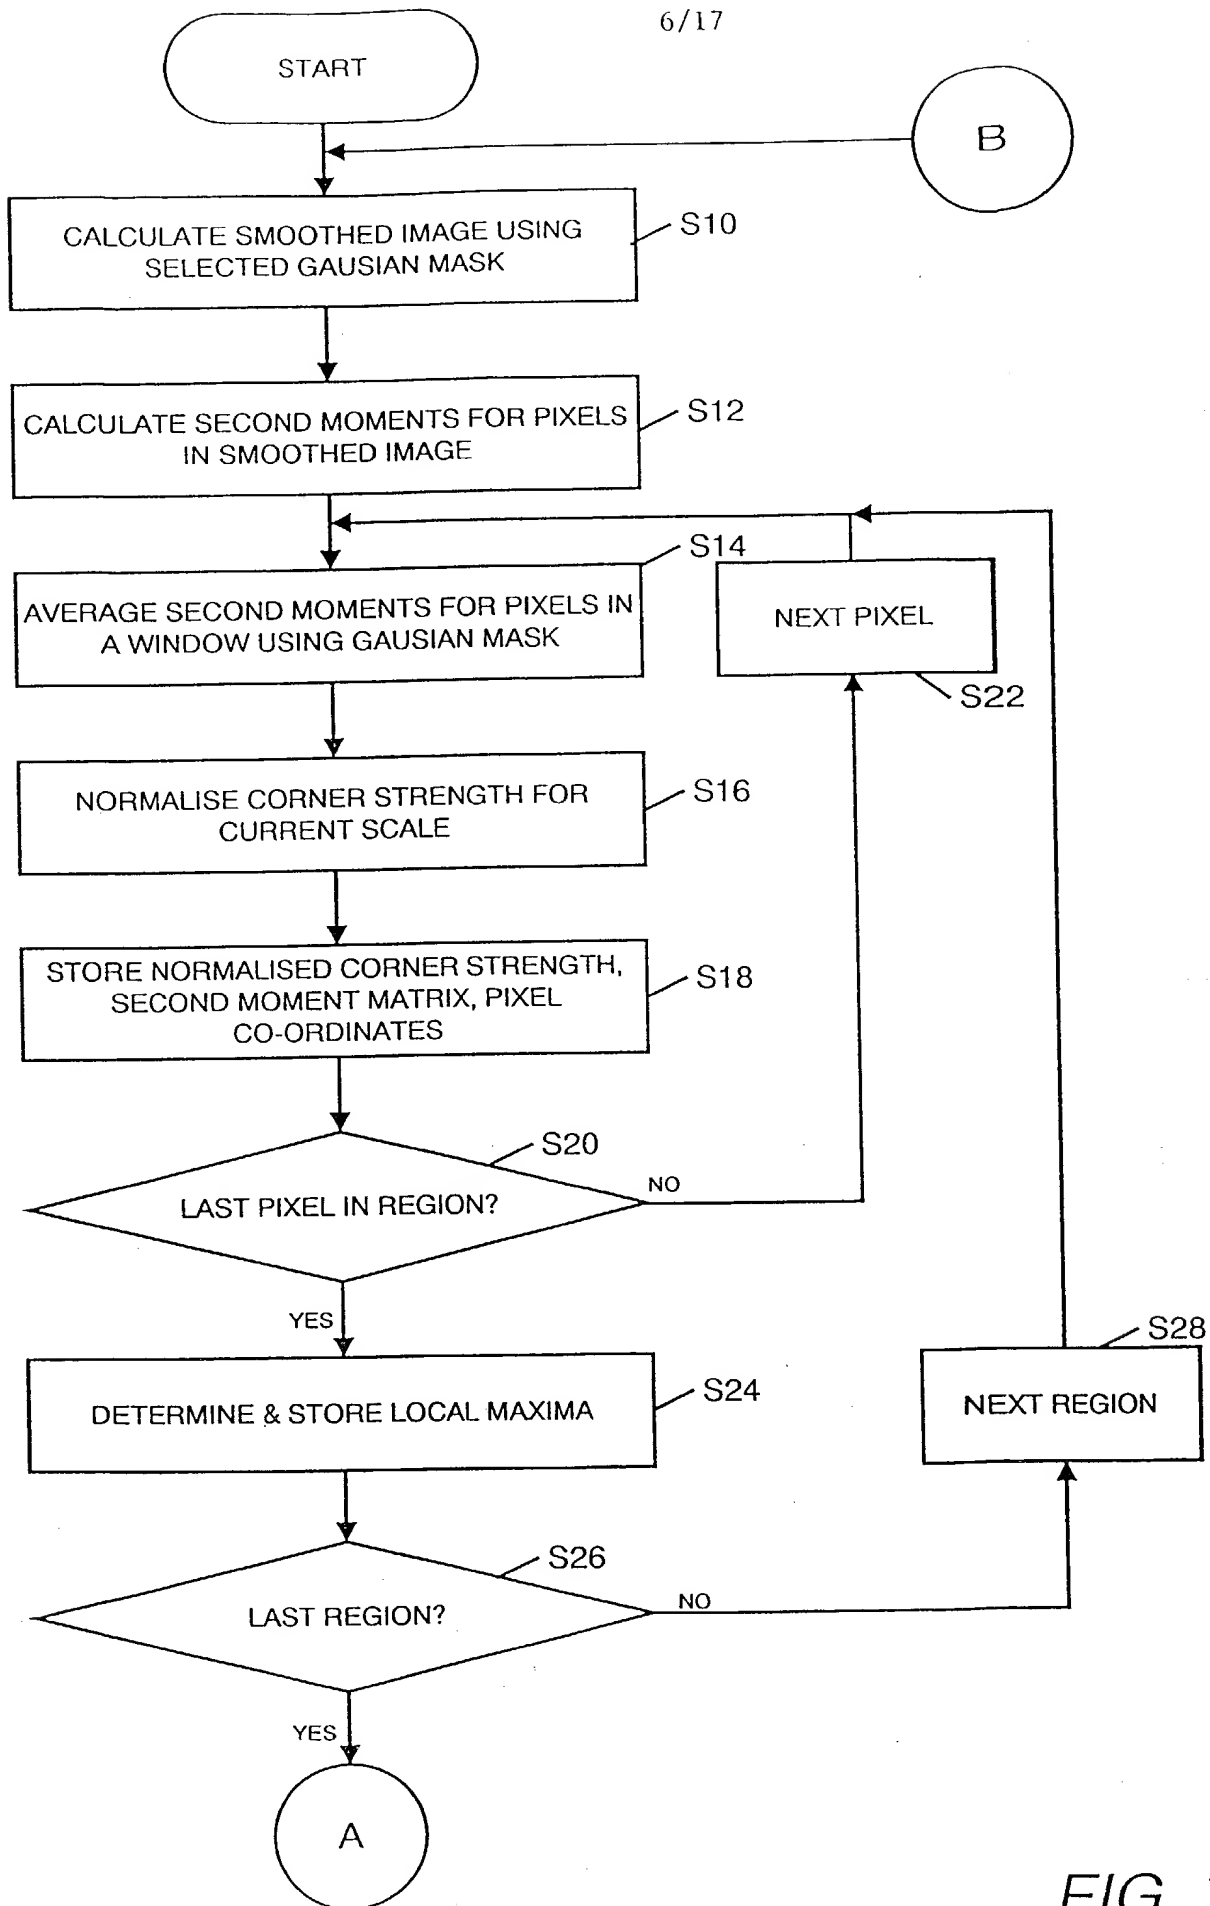 6/17
START
B
CALCULATE SMOOTHED IMAGE USING
SELECTED GAUSIAN MASK
S10
CALCULATE SECOND MOMENTS FOR PIXELS
IN SMOOTHED IMAGE
S12
S14
AVERAGE SECOND MOMENTS FOR PIXELS IN
A WINDOW USING GAUSIAN MASK
NEXT PIXEL
S22
NORMALISE CORNER STRENGTH FOR
CURRENT SCALE
S16
STORE NORMALISED CORNER STRENGTH,
SECOND MOMENT MATRIX, PIXEL
CO-ORDINATES
S18
S20
LAST PIXEL IN REGION?
NO
YES
S28
DETERMINE & STORE LOCAL MAXIMA
S24
NEXT REGION
S26
LAST REGION?
NO
YES
A
FIG